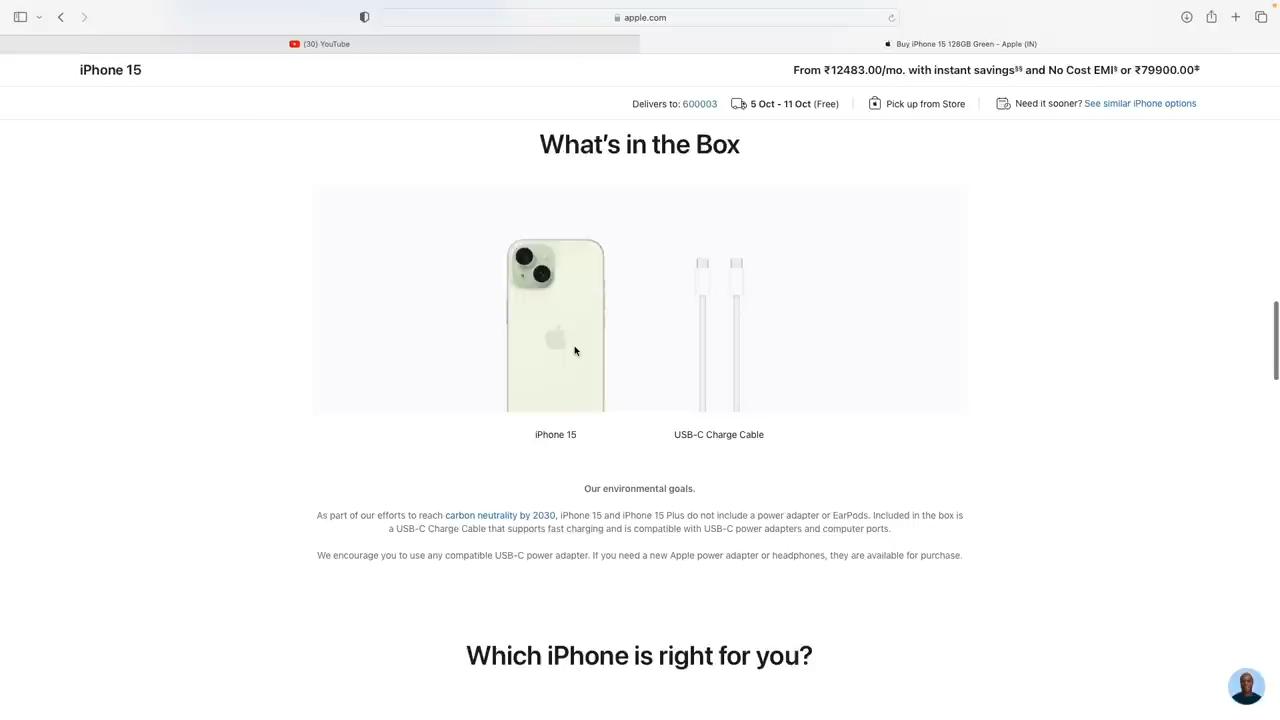 apple.com
(30) YouTube
Buy iPhone 15 128GB Green - Apple (IN)
iPhone 15
From ₹12483.00/mo. with instant savings§§ and No Cost EMI§ or ₹79900.00‡
Delivers to: 600003
5 Oct - 11 Oct (Free)
Pick up from Store
Need it sooner? See similar iPhone options
What's in the Box
iPhone 15
USB-C Charge Cable
Our environmental goals.
As part of our efforts to reach carbon neutrality by 2030, iPhone 15 and iPhone 15 Plus do not include a power adapter or EarPods. Included in the box is
a USB-C Charge Cable that supports fast charging and is compatible with USB-C power adapters and computer ports.
We encourage you to use any compatible USB-C power adapter. If you need a new Apple power adapter or headphones, they are available for purchase.
Which iPhone is right for you?